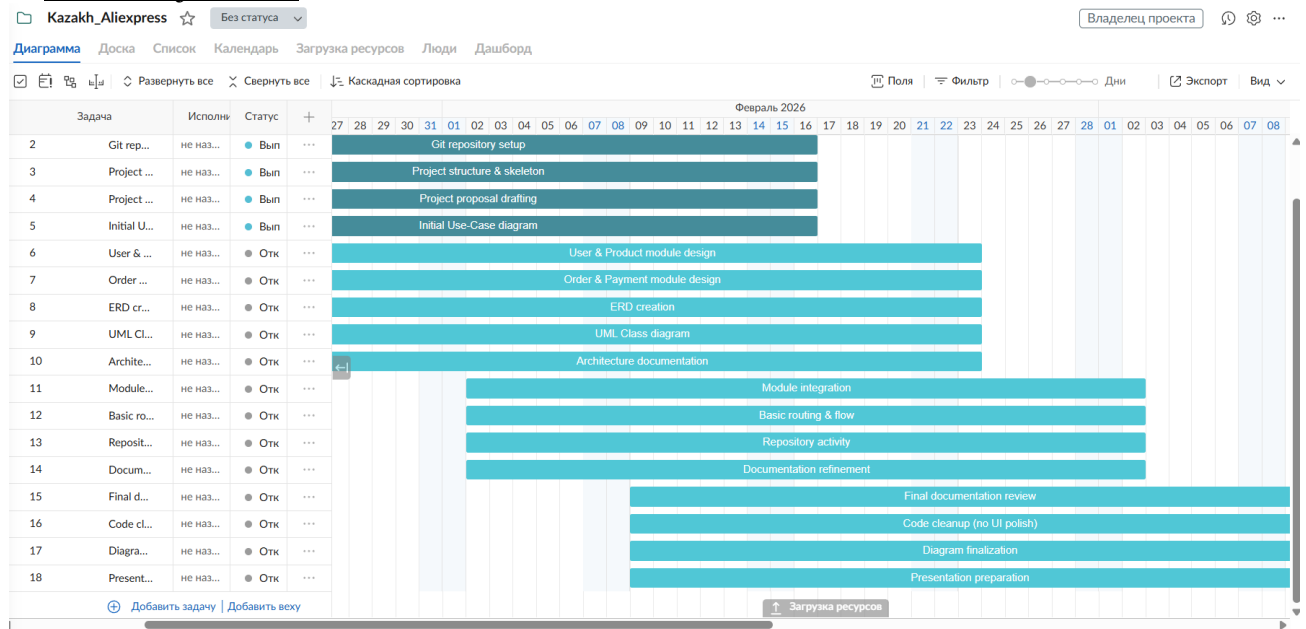 Kazakh_Aliexpress Без статуса Владелец проекта
Диаграмма Доска Список Календарь Загрузка ресурсов Люди Дашборд
Развернуть все Свернуть все Каскадная сортировка Поля Фильтр Дни Экспорт Вид
Задача Исполни Статус
Февраль 2026
27 28 29 30 31 01 02 03 04 05 06 07 08 09 10 11 12 13 14 15 16 17 18 19 20 21 22 23 24 25 26 27 28 01 02 03 04 05 06 07 08
2 Git rep... не наз... Вып ... Git repository setup
3 Project ... не наз... Вып ... Project structure & skeleton
4 Project ... не наз... Вып ... Project proposal drafting
5 Initial U... не наз... Вып ... Initial Use-Case diagram
6 User & ... не наз... Отк ... User & Product module design
7 Order ... не наз... Отк ... Order & Payment module design
8 ERD cr... не наз... Отк ... ERD creation
9 UML Cl... не наз... Отк ... UML Class diagram
10 Archite... не наз... Отк ... Architecture documentation
11 Module... не наз... Отк ... Module integration
12 Basic ro... не наз... Отк ... Basic routing & flow
13 Reposit... не наз... Отк ... Repository activity
14 Docum... не наз... Отк ... Documentation refinement
15 Final d... не наз... Отк ... Final documentation review
16 Code cl... не наз... Отк ... Code cleanup (no UI polish)
17 Diagra... не наз... Отк ... Diagram finalization
18 Present... не наз... Отк ... Presentation preparation
Добавить задачу | Добавить веху Загрузка ресурсов